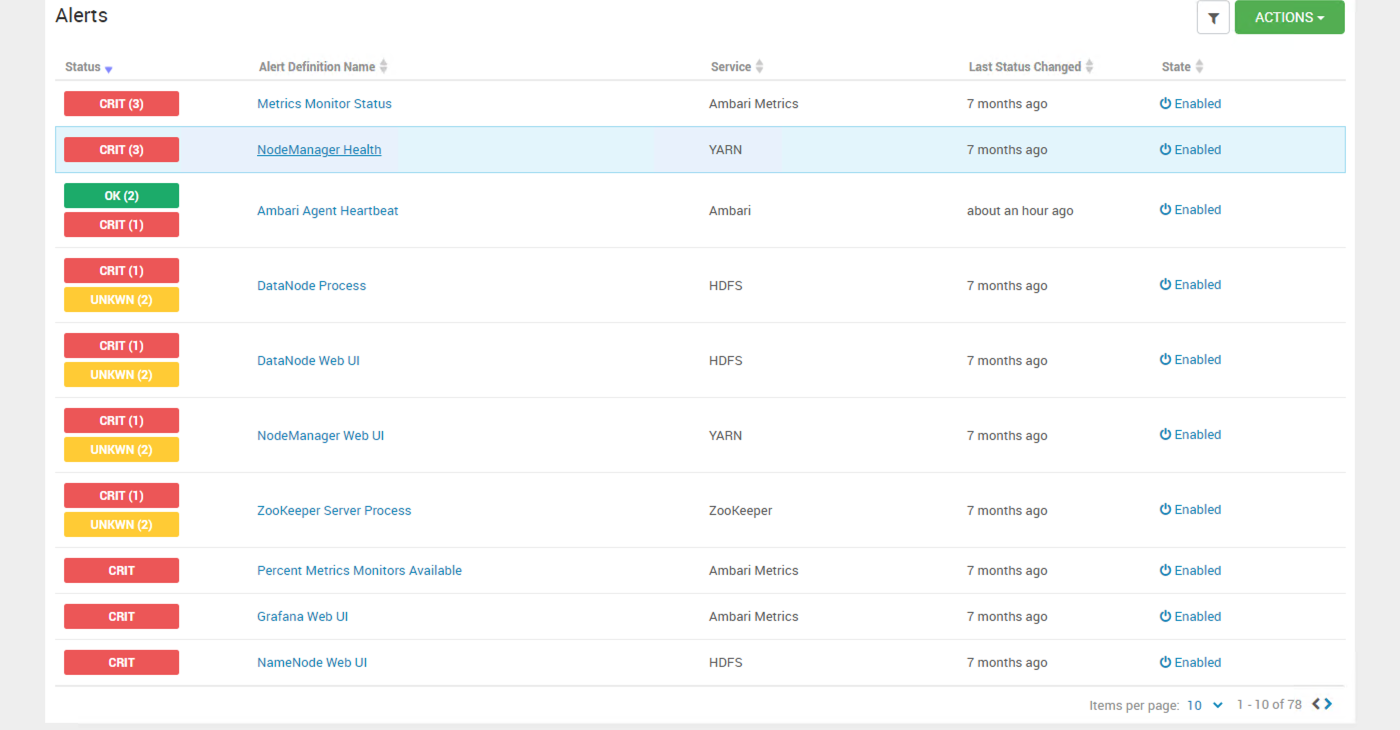 Alerts
ACTIONS
Status Alert Definition Name Service Last Status Changed State
CRIT (3) Metrics Monitor Status Ambari Metrics 7 months ago Enabled
CRIT (3) NodeManager Health YARN 7 months ago Enabled
OK (2)
CRIT (1)
Ambari Agent Heartbeat Ambari about an hour ago Enabled
CRIT (1)
UNKWN (2)
DataNode Process HDFS 7 months ago Enabled
CRIT (1)
UNKWN (2)
DataNode Web UI HDFS 7 months ago Enabled
CRIT (1)
UNKWN (2)
NodeManager Web UI YARN 7 months ago Enabled
CRIT (1)
UNKWN (2)
ZooKeeper Server Process ZooKeeper 7 months ago Enabled
CRIT Percent Metrics Monitors Available Ambari Metrics 7 months ago Enabled
CRIT Grafana Web UI Ambari Metrics 7 months ago Enabled
CRIT NameNode Web UI HDFS 7 months ago Enabled
Items per page: 10 1 - 10 of 78